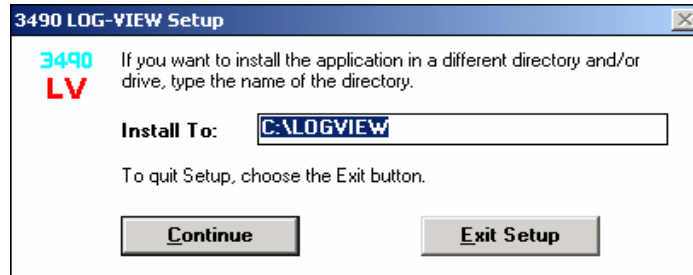 3490 LOG-VIEW Setup
3490
LV
If you want to install the application in a different directory and/or
drive, type the name of the directory.
Install To: C:\LOGVIEW
To quit Setup, choose the Exit button.
Continue Exit Setup